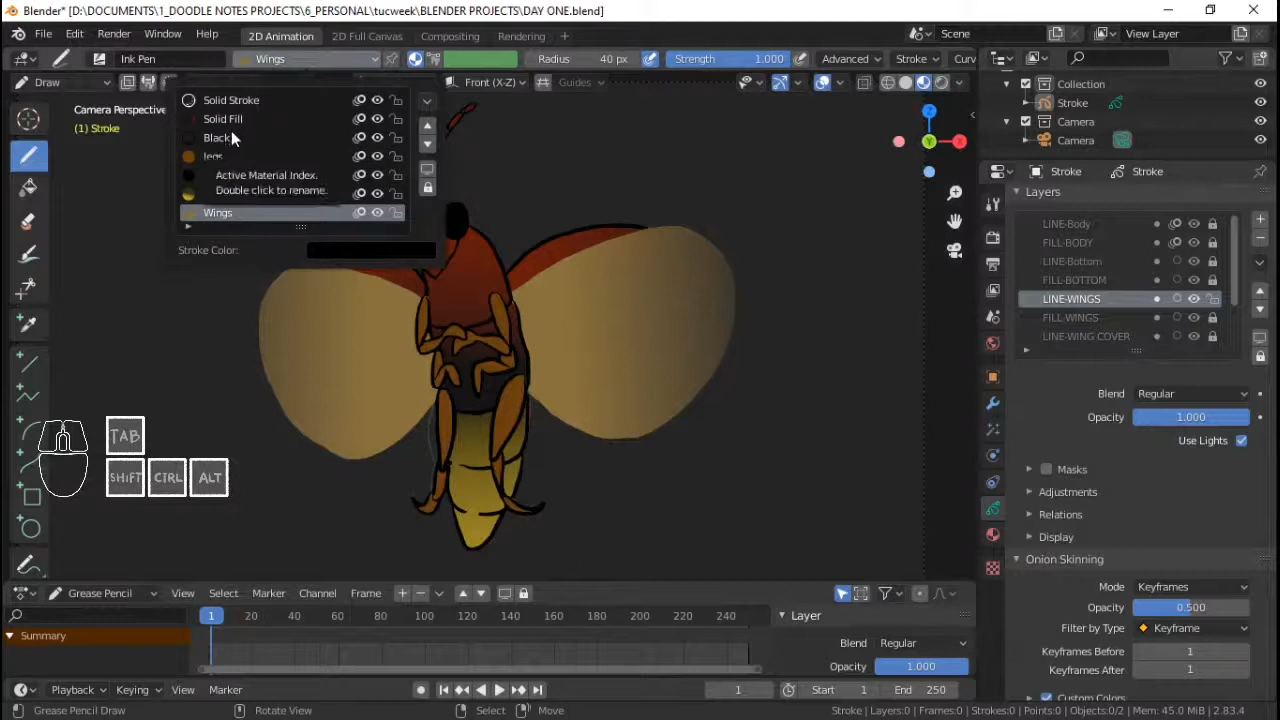 Blender* [D:\DOCUMENTS\1_DOODLE NOTES PROJECTS\6_PERSONAL\tucweek\BLENDER PROJECTS\DAY ONE.blend]
File Edit Render Window Help 2D Animation 2D Full Canvas Compositing Rendering Scene View Layer
Ink Pen Wings Radius 40 px Strength 1.000 Advanced Stroke Curv
Draw Front (X-Z) Guides
Camera Perspective
(1) Stroke
Solid Stroke
Solid Fill
Black
legs
Active Material Index.
Double click to rename.
Wings
Stroke Color:
X
Y
Z
TAB
SHIFT CTRL ALT
Collection
Stroke
Camera
Camera
Stroke Stroke
Layers
LINE-Body
FILL-BODY
LINE-Bottom
FILL-BOTTOM
LINE-WINGS
FILL-WINGS
LINE-WING COVER
Blend Regular
Opacity 1.000
Use Lights
Masks
Adjustments
Relations
Display
Onion Skinning
Mode Keyframes
Opacity 0.500
Filter by Type Keyframe
Keyframes Before 1
Keyframes After 1
Custom Colors
Grease Pencil View Select Marker Channel Frame
1 20 40 60 80 100 120 140 160 180 200 220 240
Summary
Layer
Blend Regular
Opacity 1.000
Playback Keying View Marker 1 Start 1 End 250
Grease Pencil Draw Rotate View Select Move Stroke | Layers:0 | Frames:0 | Strokes:0 | Points:0 | Objects:0/2 | Mem: 45.0 MiB | 2.83.4